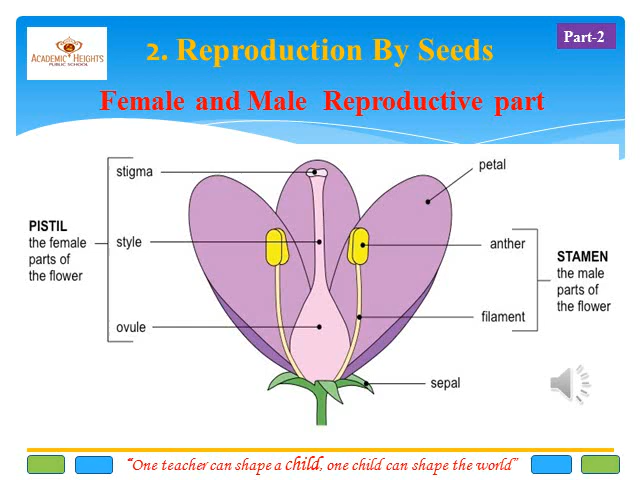 Part-2
ACADEMIC HEIGHTS
PUBLIC SCHOOL
2. Reproduction By Seeds
Female and Male Reproductive part
stigma
petal
PISTIL
the female
parts of
the flower
style
anther
STAMEN
the male
parts of
the flower
ovule
filament
sepal
“One teacher can shape a child, one child can shape the world”